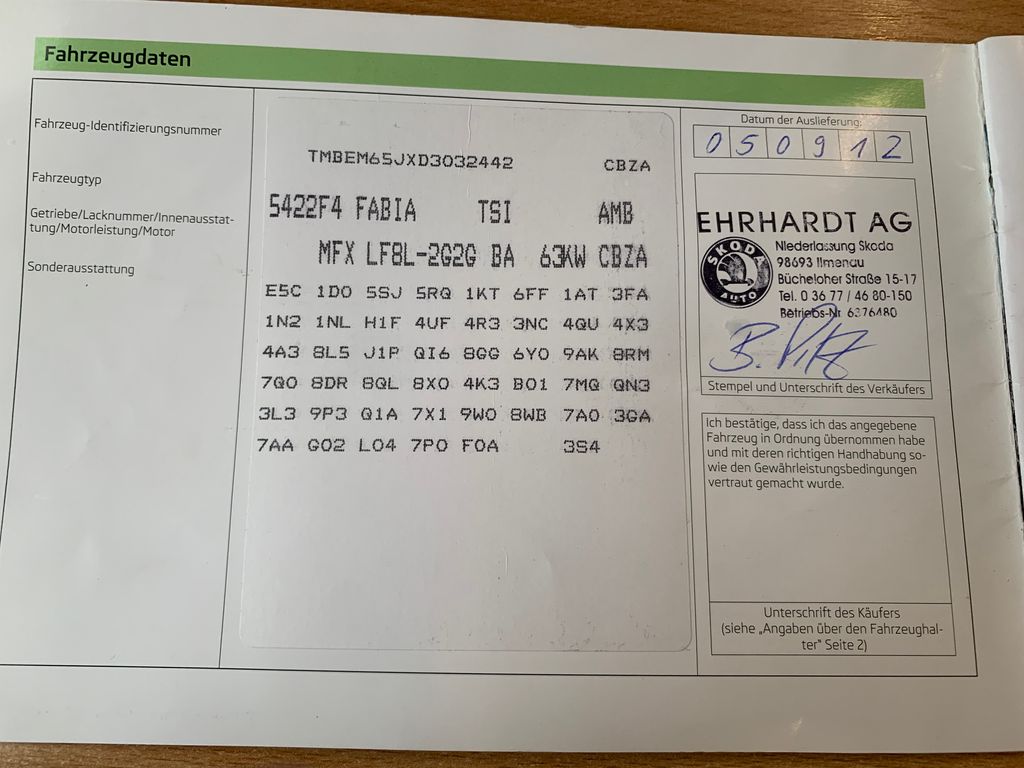 Fahrzeugdaten
Fahrzeug-Identifizierungsnummer
Fahrzeugtyp
Getriebe/Lacknummer/Innenausstat-
tung/Motorleistung/Motor
Sonderausstattung
TMBEM65JXD3032442 CBZA
5422F4 FABIA TSI AMB
MFX LF8L-2G2G BA 63KW CBZA
E5C 1D0 5SJ 5RQ 1KT 6FF 1AT 3FA
1N2 1NL H1F 4UF 4R3 3NC 4QU 4X3
4A3 8L5 J1P QI6 8GG 6Y0 9AK 8RM
7Q0 8DR 8QL 8X0 4K3 B01 7MG QN3
3L3 9P3 Q1A 7X1 9W0 8WB 7A0 3GA
7AA G02 L04 7P0 F0A 3S4
Datum der Auslieferung:
0 5 0 9 1 2
EHRHARDT AG
SKODA
AUTO
Niederlassung Skoda
98693 Ilmenau
Bücheloher Straße 15-17
Tel. 0 36 77 / 46 80-150
Betriebs-Nr 6376480
Stempel und Unterschrift des Verkäufers
Ich bestätige, dass ich das angegebene
Fahrzeug in Ordnung übernommen habe
und mit deren richtigen Handhabung so-
wie den Gewährleistungsbedingungen
vertraut gemacht wurde.
Unterschrift des Käufers
(siehe „Angaben über den Fahrzeughal-
ter" Seite 2)